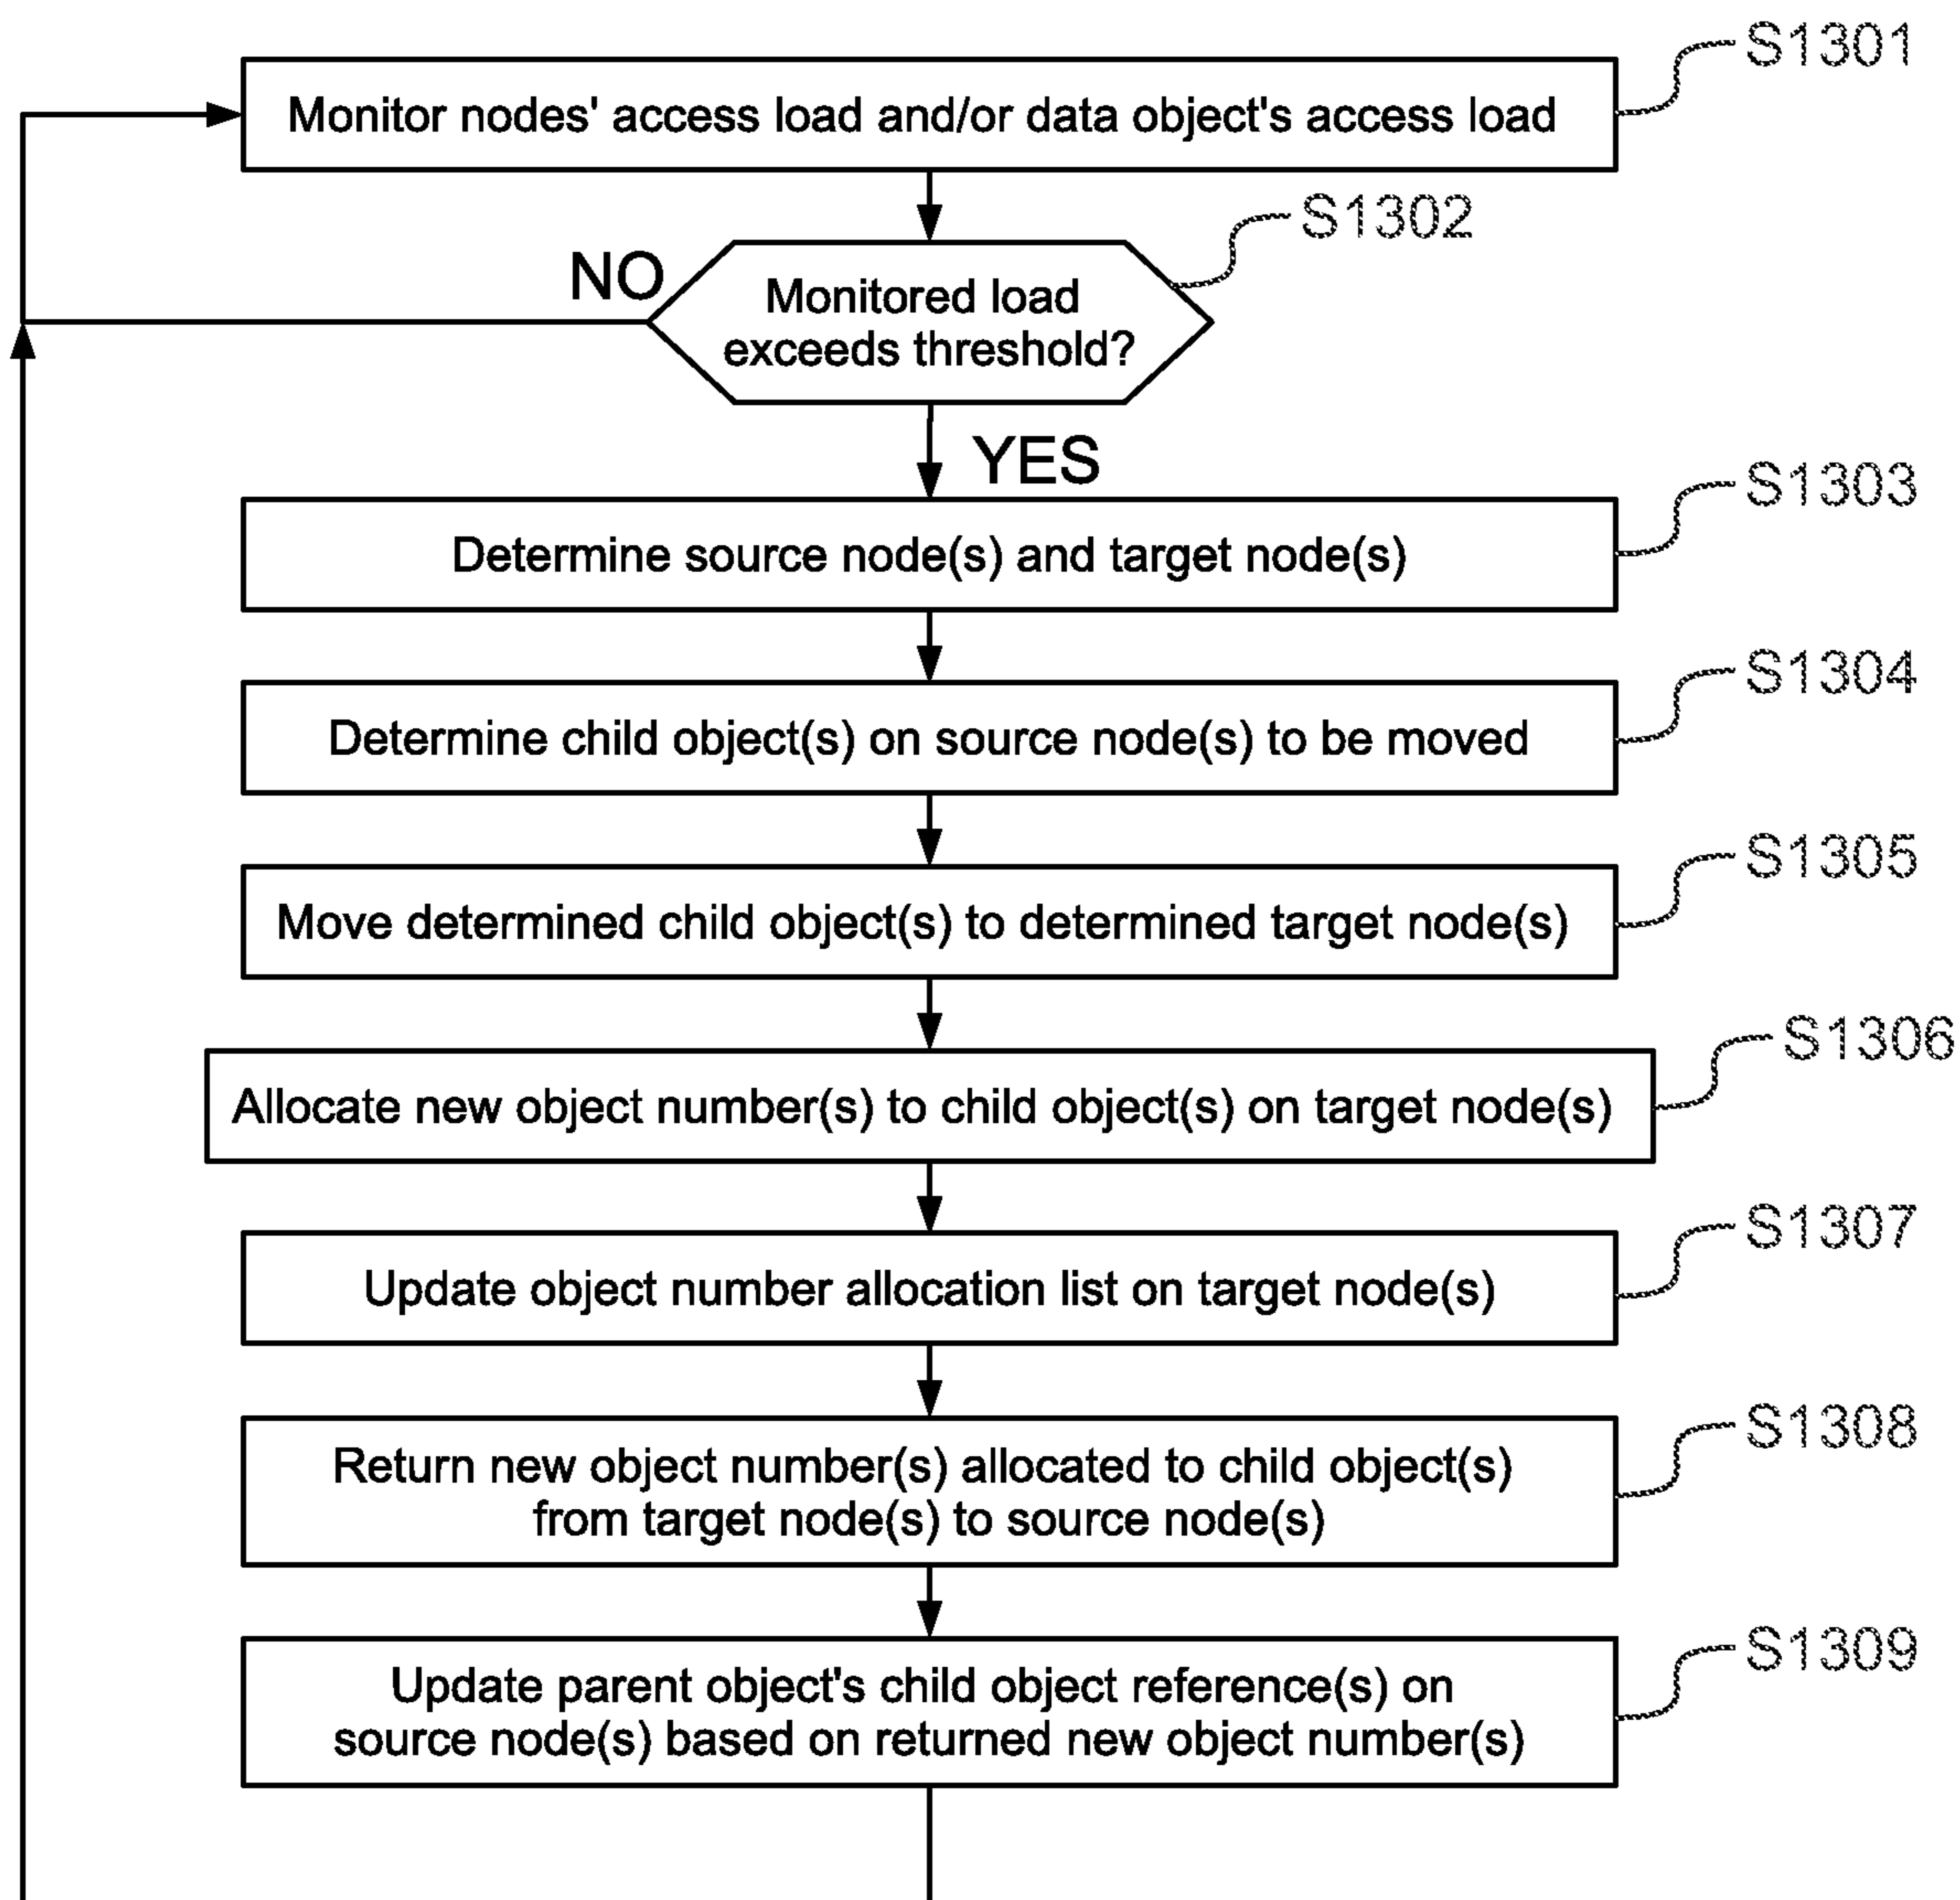 S1301
Monitor nodes' access load and/or data object's access load
S1302
NO
Monitored load
exceeds threshold?
YES
S1303
Determine source node(s) and target node(s)
S1304
Determine child object(s) on source node(s) to be moved
S1305
Move determined child object(s) to determined target node(s)
S1306
Allocate new object number(s) to child object(s) on target node(s)
S1307
Update object number allocation list on target node(s)
S1308
Return new object number(s) allocated to child object(s)
from target node(s) to source node(s)
S1309
Update parent object's child object reference(s) on
source node(s) based on returned new object number(s)